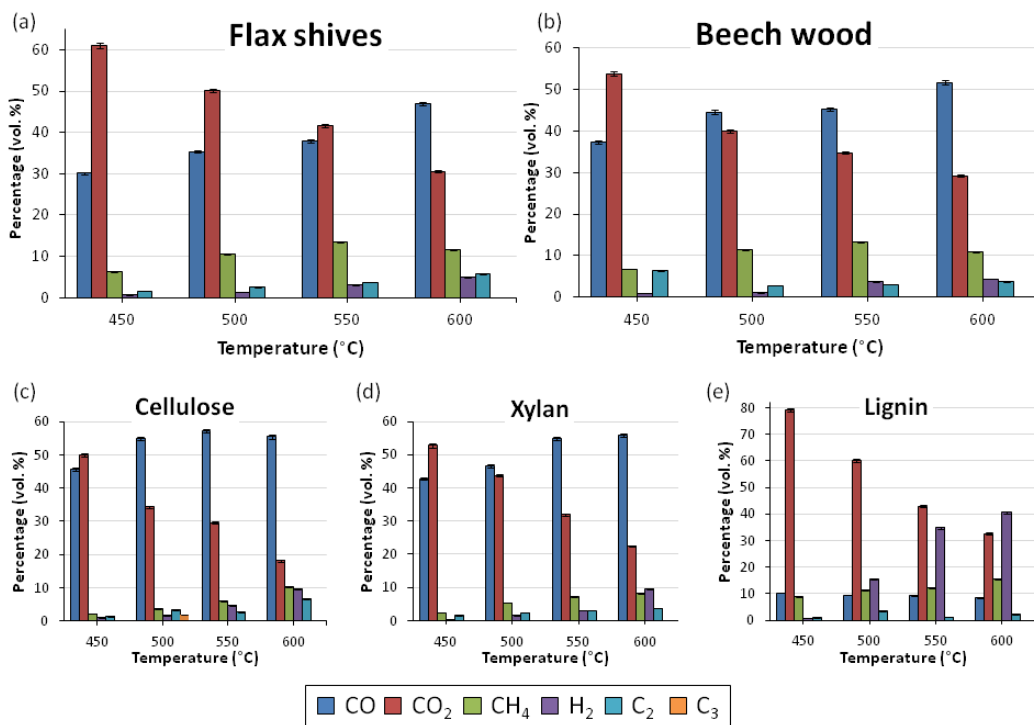 (a)
Flax shives
Percentage (vol. %)
60
50
40
30
20
10
0
450 500 550 600
Temperature (°C)
(b)
Beech wood
Percentage (vol. %)
60
50
40
30
20
10
0
450 500 550 600
Temperature (°C)
(c)
Cellulose
Percentage (vol. %)
60
50
40
30
20
10
0
450 500 550 600
Temperature (°C)
(d)
Xylan
Percentage (vol. %)
60
50
40
30
20
10
0
450 500 550 600
Temperature (°C)
(e)
Lignin
Percentage (vol. %)
80
70
60
50
40
30
20
10
0
450 500 550 600
Temperature (°C)
CO CO₂ CH₄ H₂ C₂ C₃